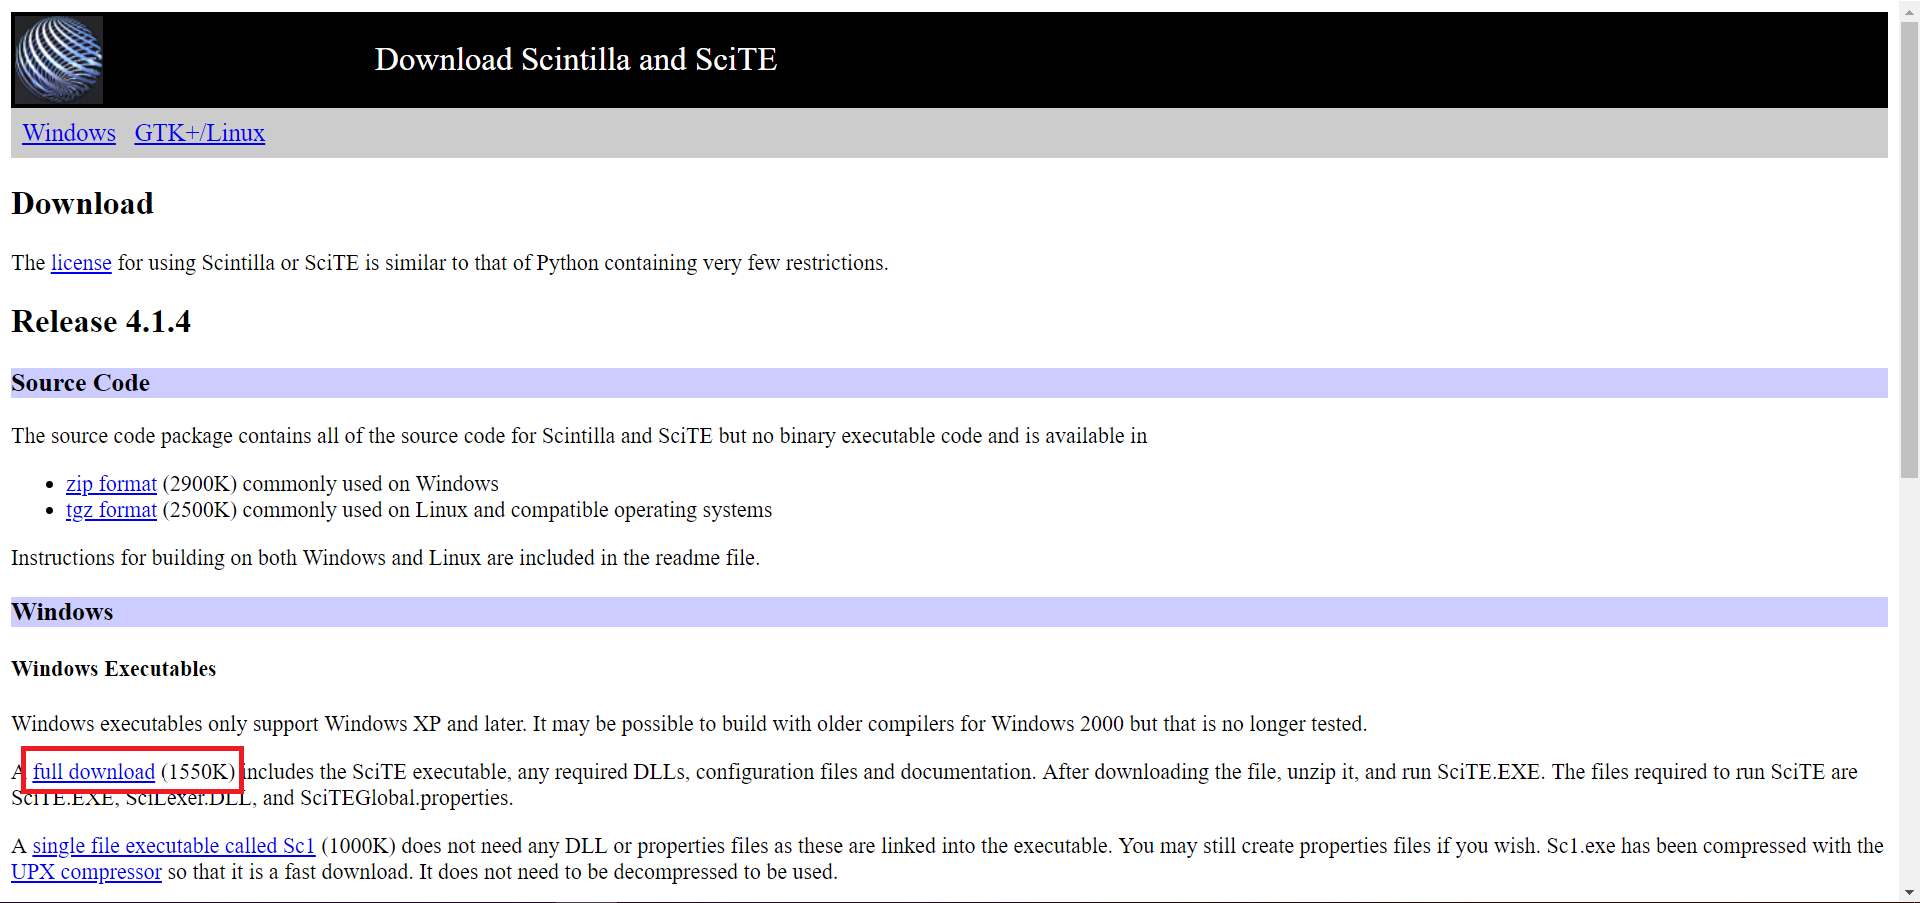 Download Scintilla and SciTE
Windows GTK+/Linux
Download
The license for using Scintilla or SciTE is similar to that of Python containing very few restrictions.
Release 4.1.4
Source Code
The source code package contains all of the source code for Scintilla and SciTE but no binary executable code and is available in
• zip format (2900K) commonly used on Windows
• tgz format (2500K) commonly used on Linux and compatible operating systems
Instructions for building on both Windows and Linux are included in the readme file.
Windows
Windows Executables
Windows executables only support Windows XP and later. It may be possible to build with older compilers for Windows 2000 but that is no longer tested.
A full download (1550K) includes the SciTE executable, any required DLLs, configuration files and documentation. After downloading the file, unzip it, and run SciTE.EXE. The files required to run SciTE are
SciTE.EXE, SciLexer.DLL, and SciTEGlobal.properties.
A single file executable called Sc1 (1000K) does not need any DLL or properties files as these are linked into the executable. You may still create properties files if you wish. Sc1.exe has been compressed with the
UPX compressor so that it is a fast download. It does not need to be decompressed to be used.